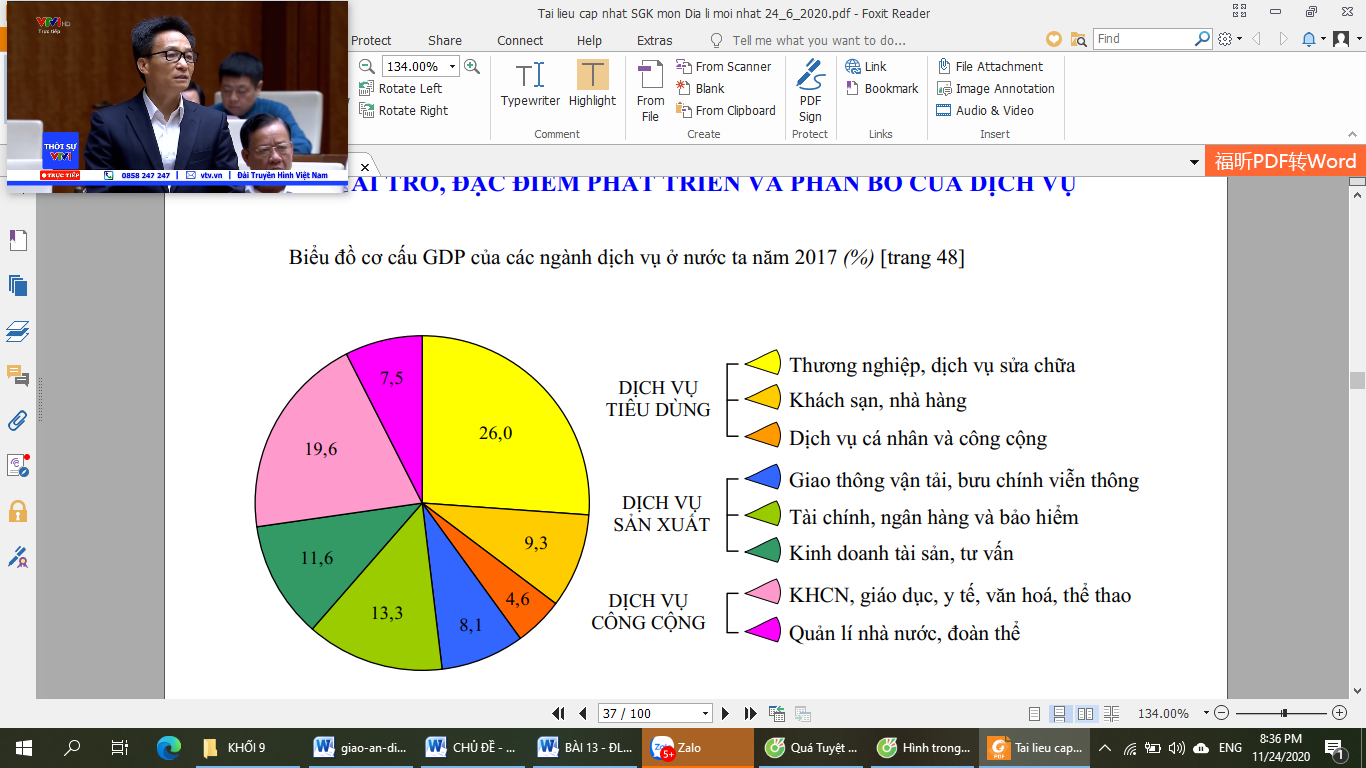 VTV1 HD
Trực tiếp
THỜI SỰ
VTV1
TRỰC TIẾP
0858 247 247 | vtv.vn | Đài Truyền Hình Việt Nam
Tai lieu cap nhat SGK mon Dia li moi nhat 24_6_2020.pdf - Foxit Reader
Protect Share Connect Help Extras Tell me what you want to do... Find
134.00%
Rotate Left
Rotate Right
Typewriter Highlight
Comment
From File
From Scanner
Blank
From Clipboard
Create
PDF Sign
Protect
Link
Bookmark
Links
File Attachment
Image Annotation
Audio & Video
Insert
福昕PDF转Word
TRÒ, ĐẶC ĐIỂM PHÁT TRIỂN VÀ PHÂN BỐ CỦA DỊCH VỤ
Biểu đồ cơ cấu GDP của các ngành dịch vụ ở nước ta năm 2017 (%) [trang 48]
7,5
26,0
19,6
9,3
11,6
4,6
13,3
8,1
DỊCH VỤ
TIÊU DÙNG
Thương nghiệp, dịch vụ sửa chữa
Khách sạn, nhà hàng
Dịch vụ cá nhân và công cộng
DỊCH VỤ
SẢN XUẤT
Giao thông vận tải, bưu chính viễn thông
Tài chính, ngân hàng và bảo hiểm
Kinh doanh tài sản, tư vấn
DỊCH VỤ
CÔNG CỘNG
KHCN, giáo dục, y tế, văn hoá, thể thao
Quản lí nhà nước, đoàn thể
37 / 100
134.00%
KHỐI 9
giao-an-di...
CHỦ ĐỀ - ...
BÀI 13 - ĐL...
Zalo
5+
Quá Tuyệt ...
Hình trong...
Tai lieu cap...
ENG
8:36 PM
11/24/2020
1